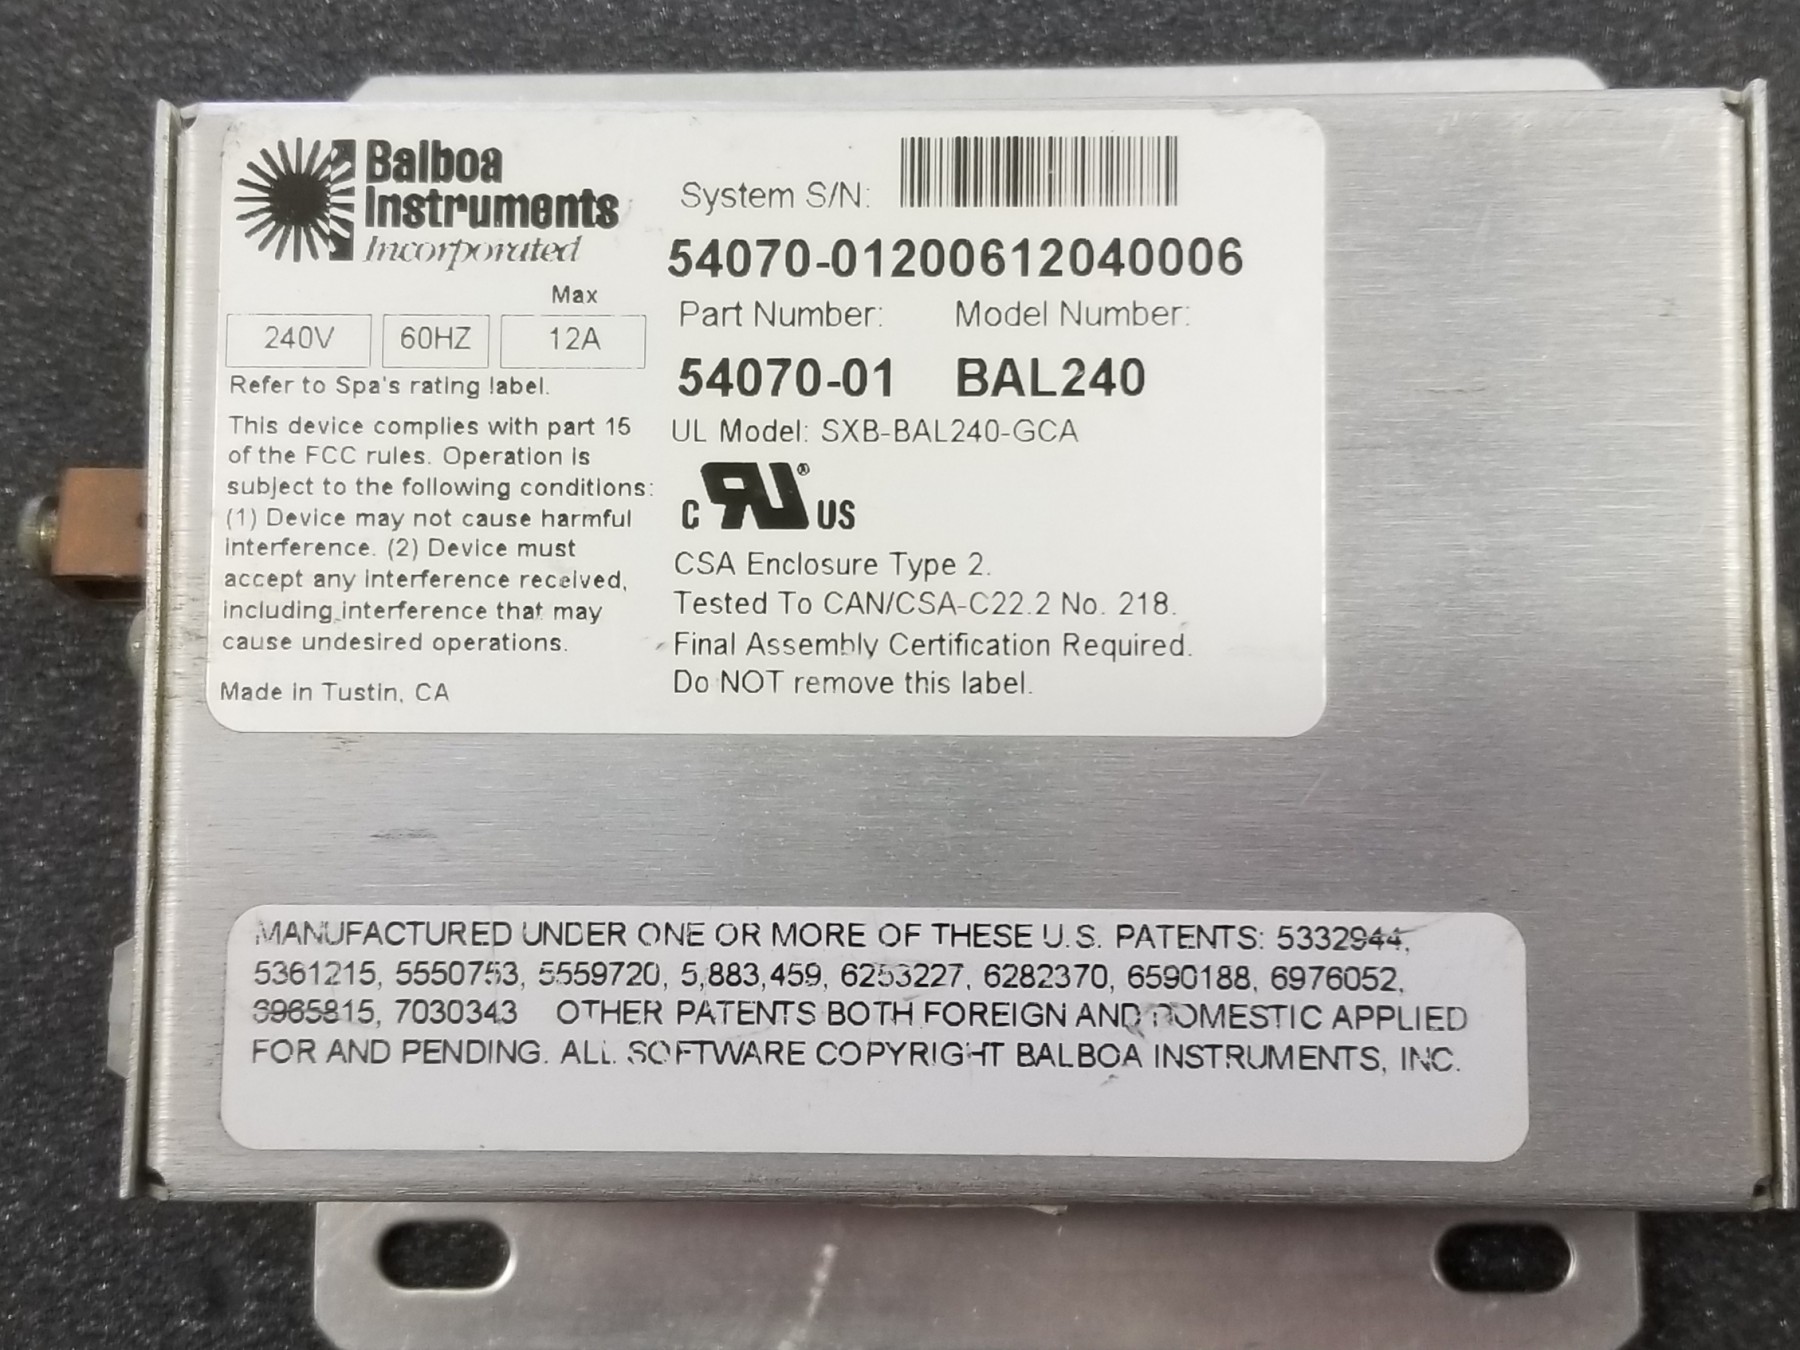 Balboa
Instruments
Incorporated
System S/N:
54070-01200612040006
Max
240V 60HZ 12A
Refer to Spa's rating label.
Part Number: Model Number:
54070-01 BAL240
UL Model: SXB-BAL240-GCA
This device complies with part 15
of the FCC rules. Operation is
subject to the following conditions:
(1) Device may not cause harmful
interference. (2) Device must
accept any interference received,
including interference that may
cause undesired operations.
Made in Tustin, CA
C RU® US
CSA Enclosure Type 2.
Tested To CAN/CSA-C22.2 No. 218.
Final Assembly Certification Required.
Do NOT remove this label.
MANUFACTURED UNDER ONE OR MORE OF THESE U.S. PATENTS: 5332944,
5361215, 5550753, 5559720, 5,883,459, 6253227, 6282370, 6590188, 6976052,
6965815, 7030343 OTHER PATENTS BOTH FOREIGN AND DOMESTIC APPLIED
FOR AND PENDING. ALL SOFTWARE COPYRIGHT BALBOA INSTRUMENTS, INC.